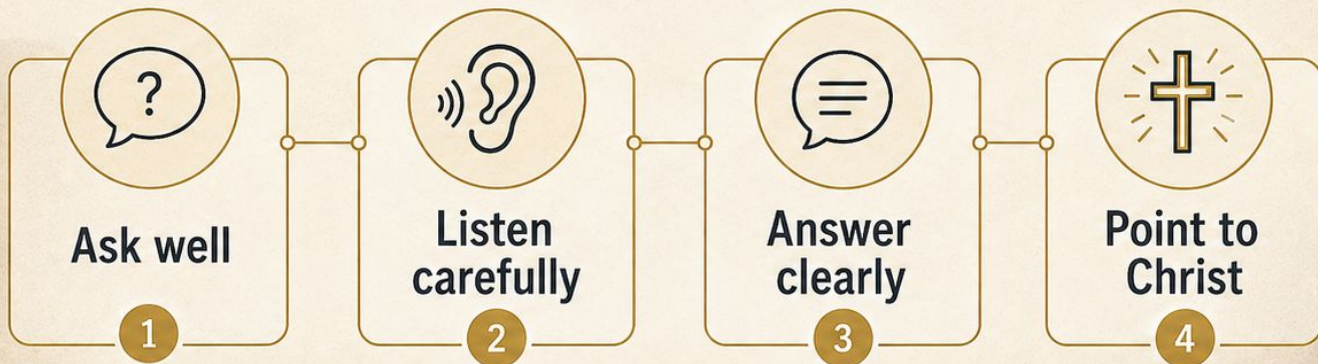 ?
Ask well
1
Listen
carefully
2
Answer
clearly
3
Point to
Christ
4